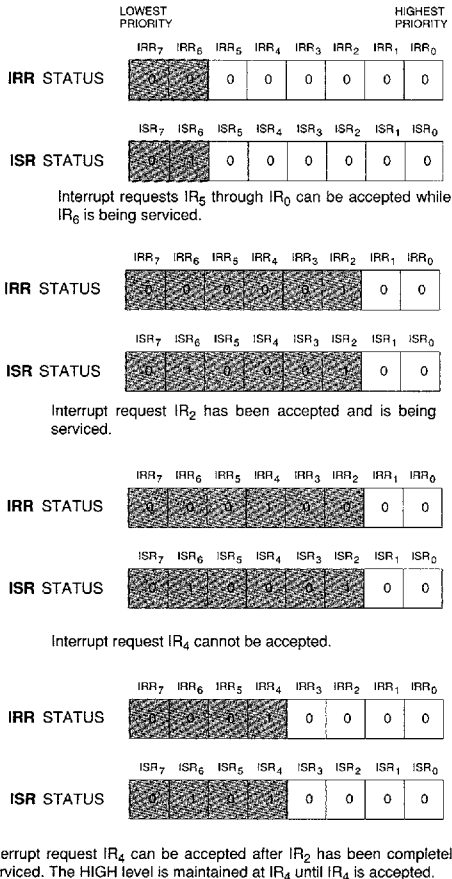 LOWEST PRIORITY HIGHEST PRIORITY
IRR7 IRR6 IRR5 IRR4 IRR3 IRR2 IRR1 IRR0
IRR STATUS 0 0 0 0 0 0 0 0
ISR7 ISR6 ISR5 ISR4 ISR3 ISR2 ISR1 ISR0
ISR STATUS 0 1 0 0 0 0 0 0
Interrupt requests IR5 through IR0 can be accepted while
IR6 is being serviced.
IRR7 IRR6 IRR5 IRR4 IRR3 IRR2 IRR1 IRR0
IRR STATUS 0 0 0 0 0 1 0 0
ISR7 ISR6 ISR5 ISR4 ISR3 ISR2 ISR1 ISR0
ISR STATUS 0 1 0 0 0 1 0 0
Interrupt request IR2 has been accepted and is being
serviced.
IRR7 IRR6 IRR5 IRR4 IRR3 IRR2 IRR1 IRR0
IRR STATUS 0 0 0 1 0 0 0 0
ISR7 ISR6 ISR5 ISR4 ISR3 ISR2 ISR1 ISR0
ISR STATUS 0 1 0 0 0 1 0 0
Interrupt request IR4 cannot be accepted.
IRR7 IRR6 IRR5 IRR4 IRR3 IRR2 IRR1 IRR0
IRR STATUS 0 0 0 1 0 0 0 0
ISR7 ISR6 ISR5 ISR4 ISR3 ISR2 ISR1 ISR0
ISR STATUS 0 1 0 1 0 0 0 0
errupt request IR4 can be accepted after IR2 has been completel
rviced. The HIGH level is maintained at IR4 until IR4 is accepted.